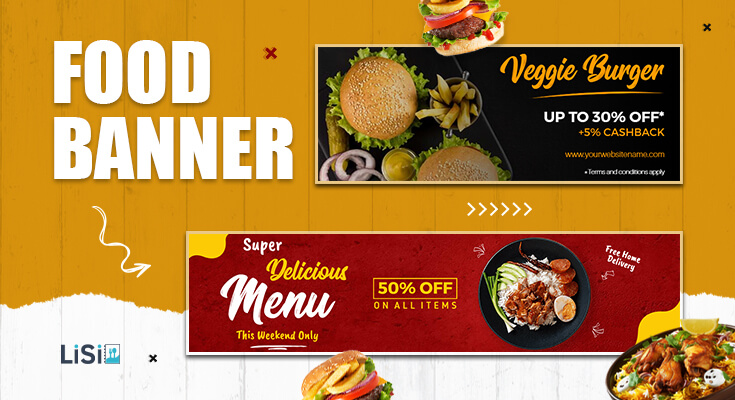 FOOD
BANNER
Veggie Burger
UP TO 30% OFF*
+5% CASHBACK
www.yourwebsitename.com
*Terms and conditions apply
Super
Delicious
Menu
This Weekend Only
50% OFF
ON ALL ITEMS
Free Home
Delivery
LiSi